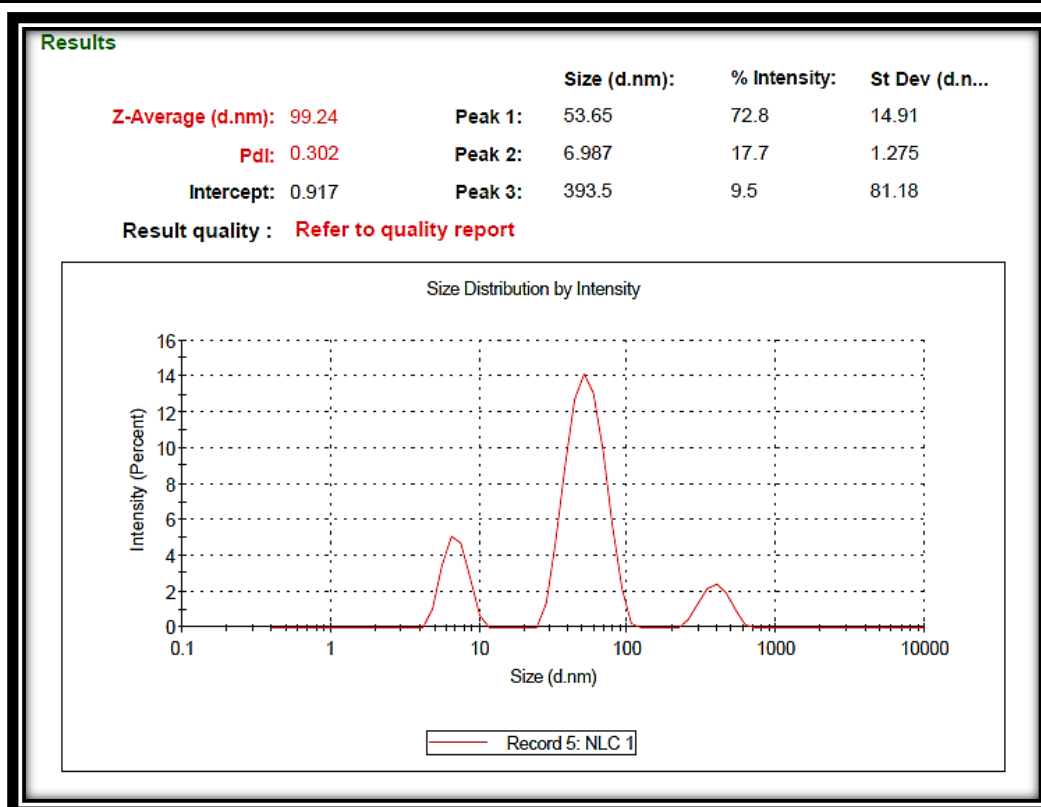 Results
Size (d.nm): % Intensity: St Dev (d.n...
Z-Average (d.nm): 99.24 Peak 1: 53.65 72.8 14.91
PdI: 0.302 Peak 2: 6.987 17.7 1.275
Intercept: 0.917 Peak 3: 393.5 9.5 81.18
Result quality : Refer to quality report
Size Distribution by Intensity
16
14
12
10
8
6
4
2
0
Intensity (Percent)
0.1 1 10 100 1000 10000
Size (d.nm)
Record 5: NLC 1